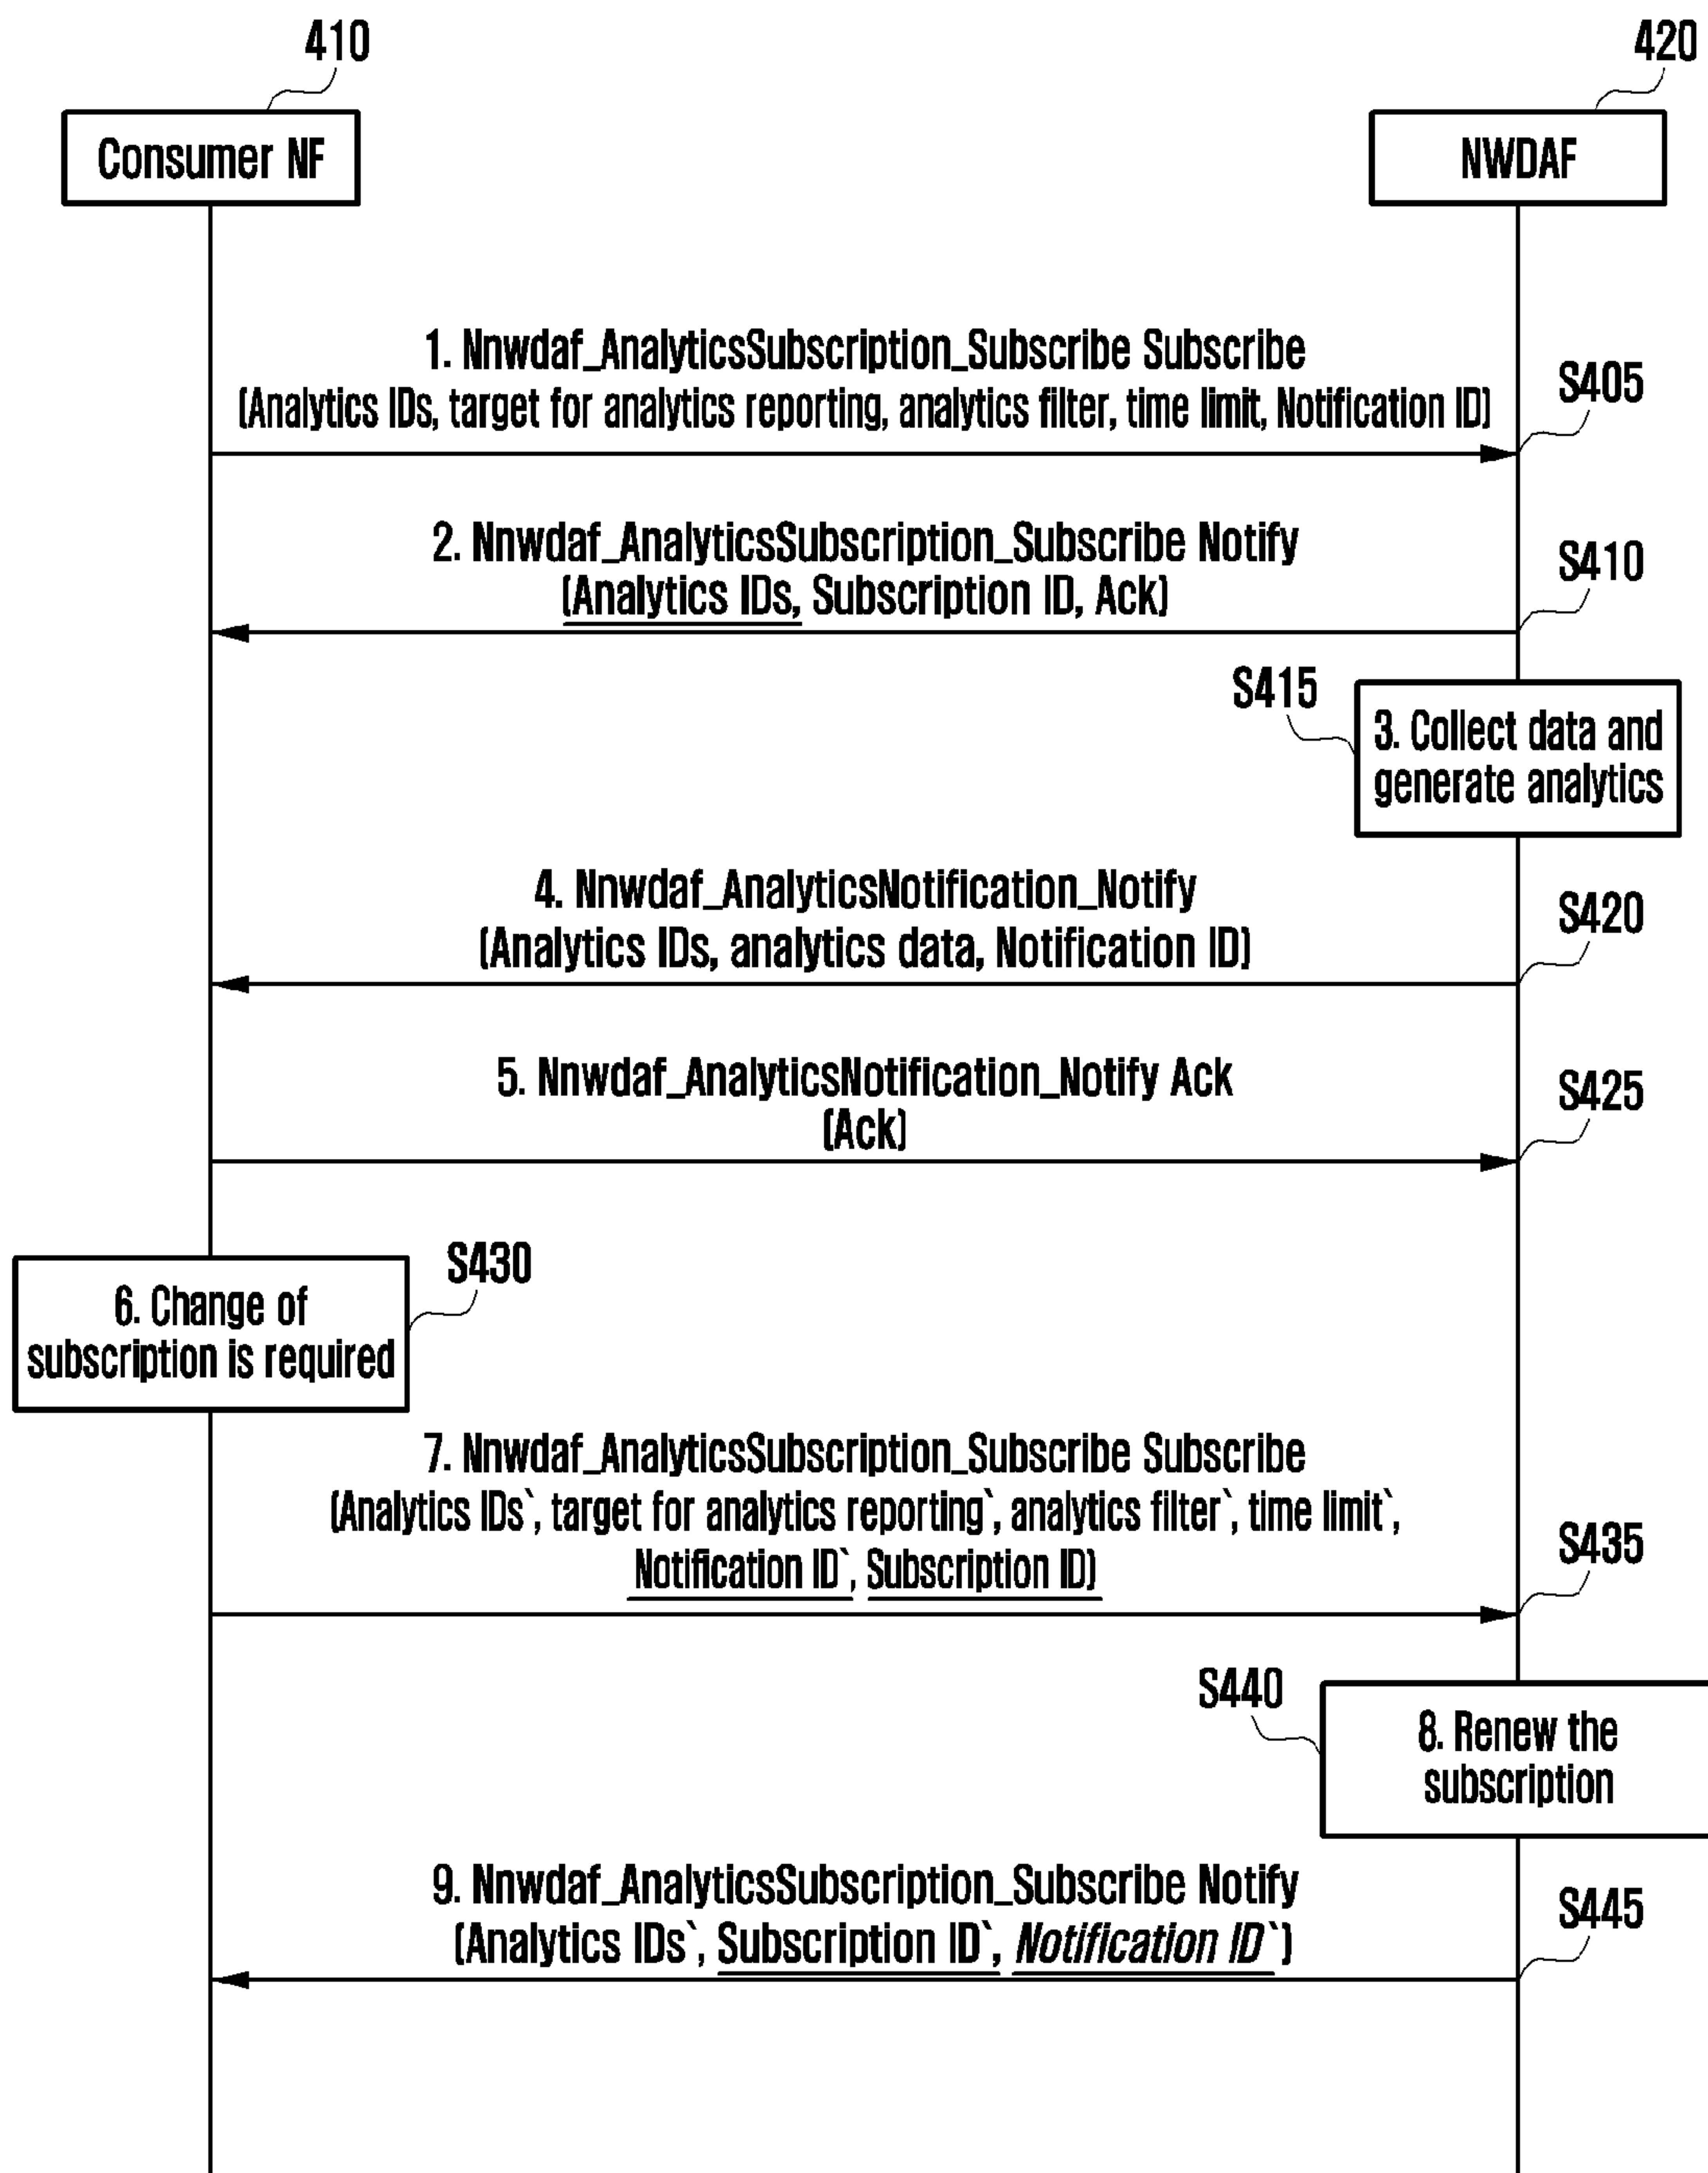 410
420
Consumer NF
NWDAF
1. Nnwdaf_AnalyticsSubscription_Subscribe Subscribe
(Analytics IDs, target for analytics reporting, analytics filter, time limit, Notification ID)
S405
2. Nnwdaf_AnalyticsSubscription_Subscribe Notify
(Analytics IDs, Subscription ID, Ack)
S410
S415
3. Collect data and
generate analytics
4. Nnwdaf_AnalyticsNotification_Notify
(Analytics IDs, analytics data, Notification ID)
S420
5. Nnwdaf_AnalyticsNotification_Notify Ack
(Ack)
S425
S430
6. Change of
subscription is required
7. Nnwdaf_AnalyticsSubscription_Subscribe Subscribe
(Analytics IDs`, target for analytics reporting`, analytics filter`, time limit`,
Notification ID`, Subscription ID)
S435
S440
8. Renew the
subscription
9. Nnwdaf_AnalyticsSubscription_Subscribe Notify
(Analytics IDs`, Subscription ID`, Notification ID`)
S445